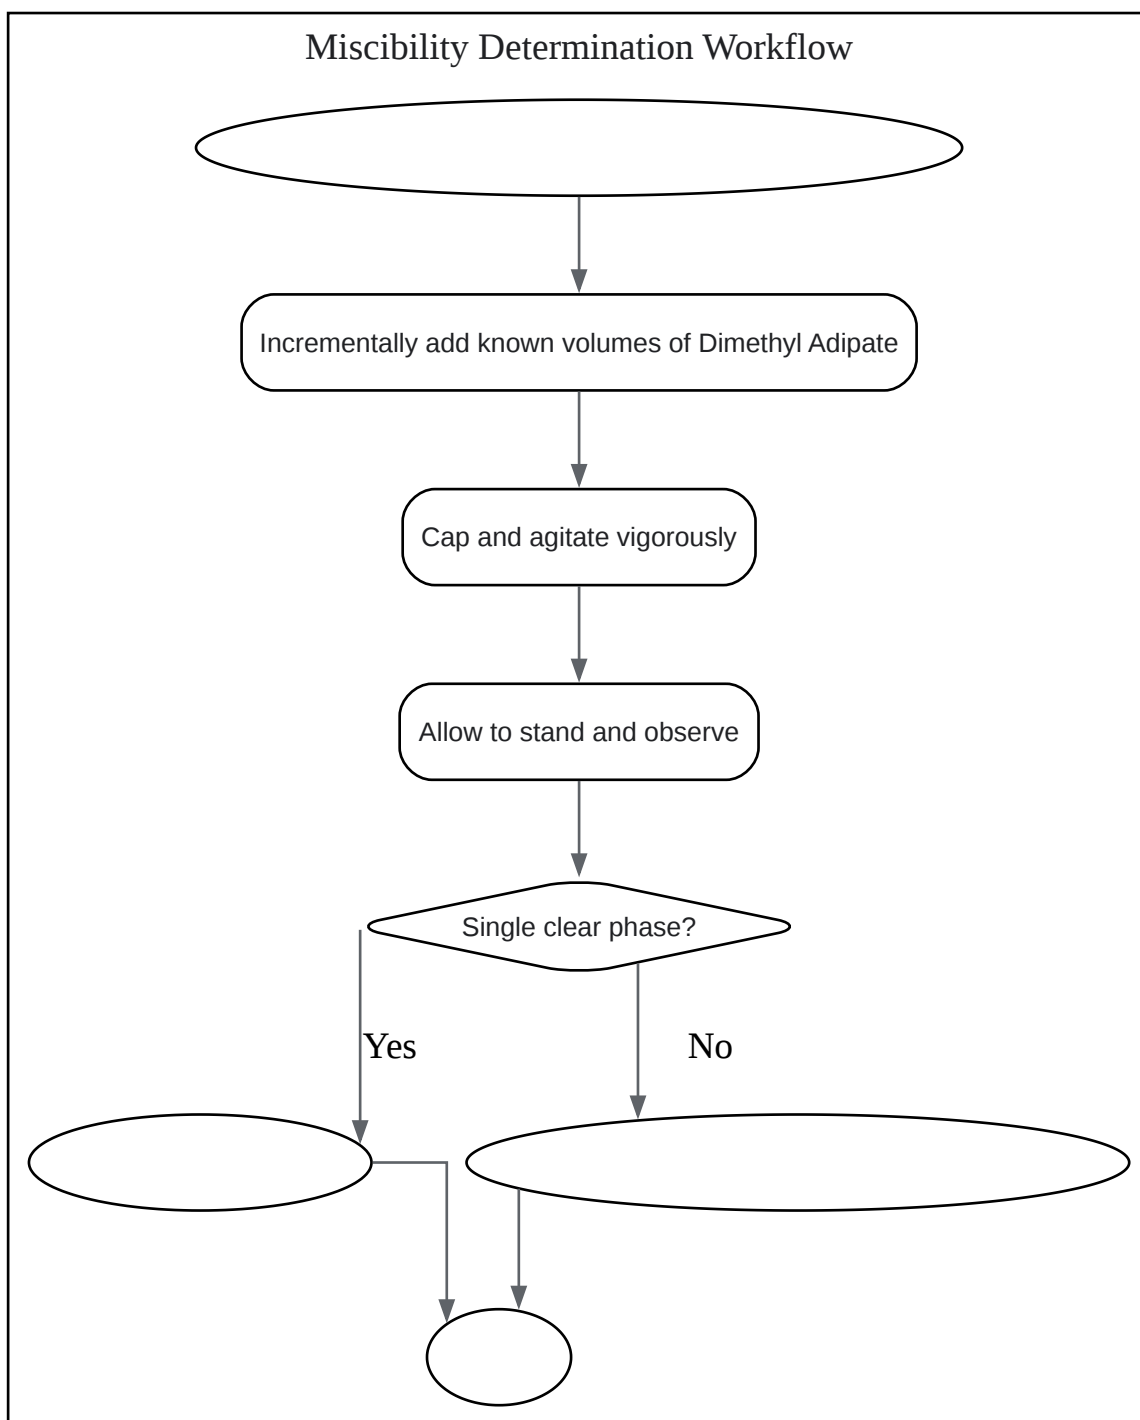 Miscibility Determination Workflow
Incrementally add known volumes of Dimethyl Adipate
Cap and agitate vigorously
Allow to stand and observe
Single clear phase?
Yes
No